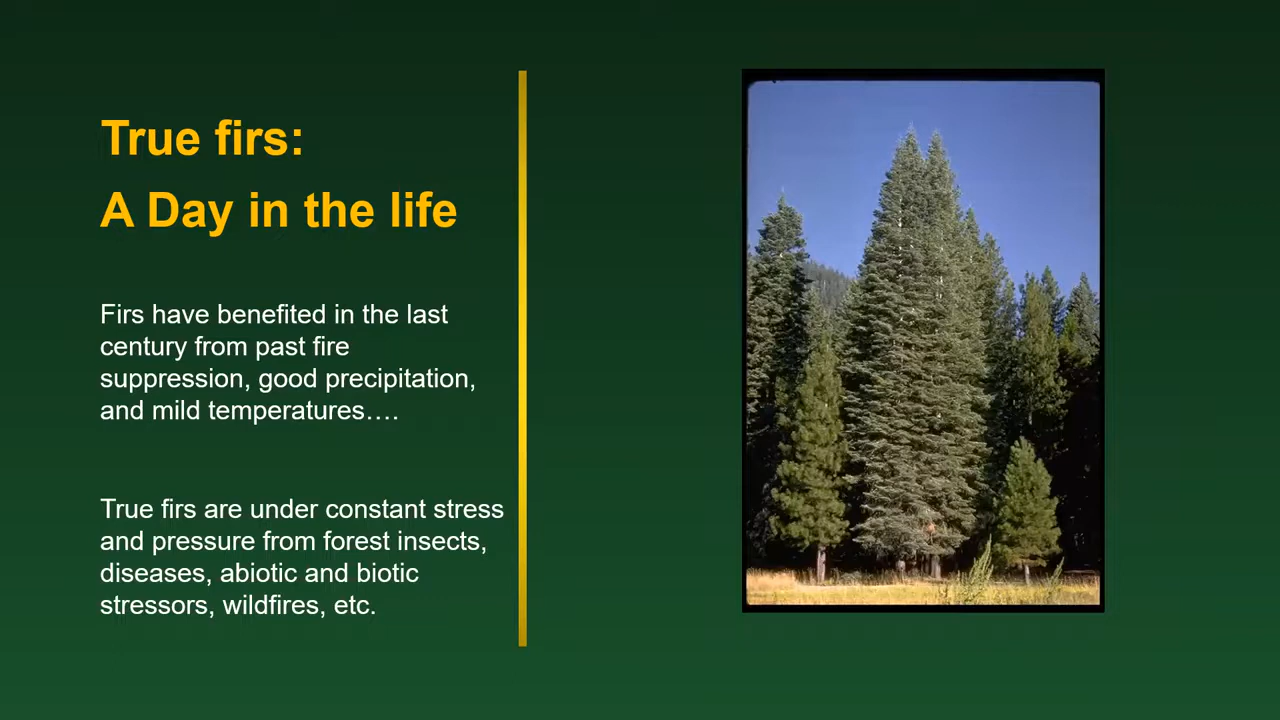 True firs:
A Day in the life
Firs have benefited in the last
century from past fire
suppression, good precipitation,
and mild temperatures….
True firs are under constant stress
and pressure from forest insects,
diseases, abiotic and biotic
stressors, wildfires, etc.